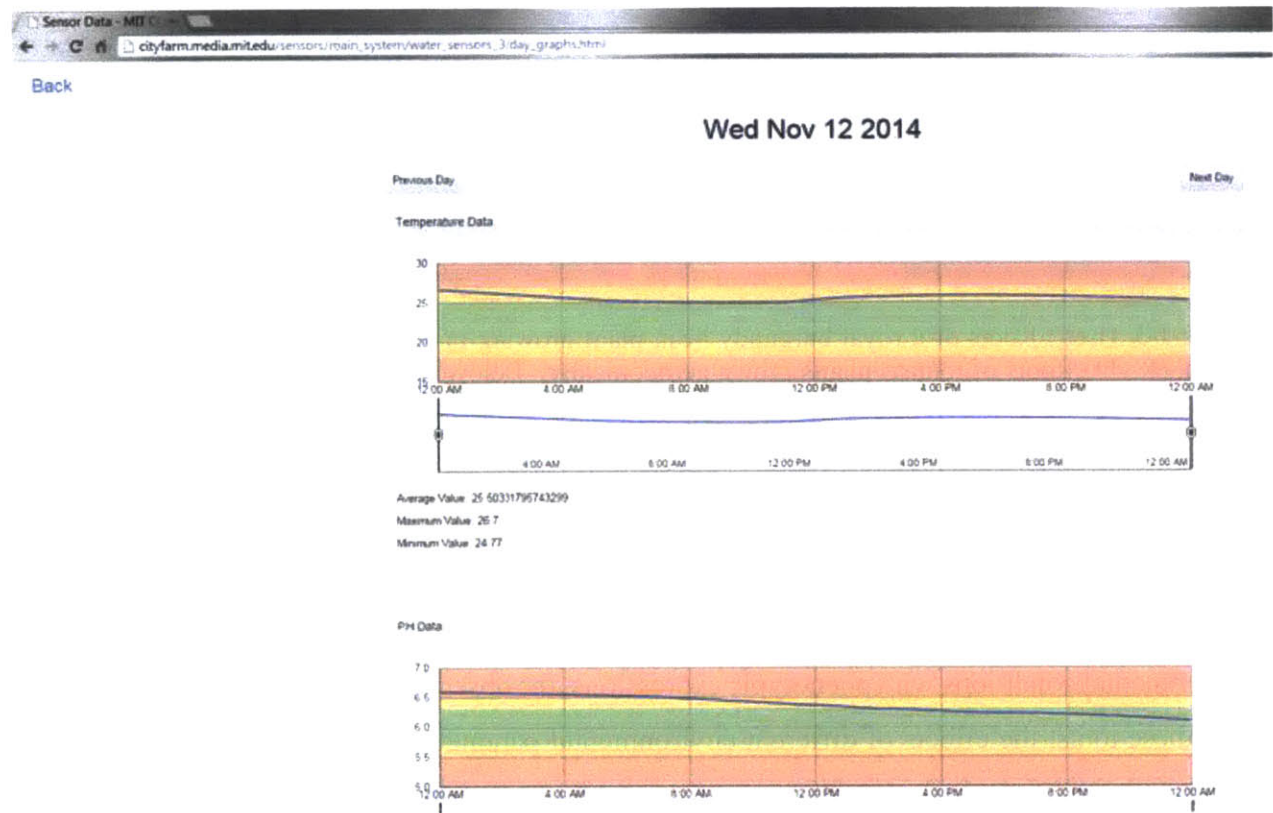 Sensor Data - MIT
cityfarm.media.mit.edu/sensors/main_system/water_sensors_3/day_graphs.html
Back
Wed Nov 12 2014
Previous Day
Next Day
Temperature Data
30
25
20
15
12:00 AM 4:00 AM 8:00 AM 12:00 PM 4:00 PM 8:00 PM 12:00 AM
4:00 AM 8:00 AM 12:00 PM 4:00 PM 8:00 PM 12:00 AM
Average Value
Maximum Value 26.7
Minimum Value 24.77
PH Data
7.0
6.5
6.0
5.5
5.0
12:00 AM 4:00 AM 8:00 AM 12:00 PM 4:00 PM 8:00 PM 12:00 AM